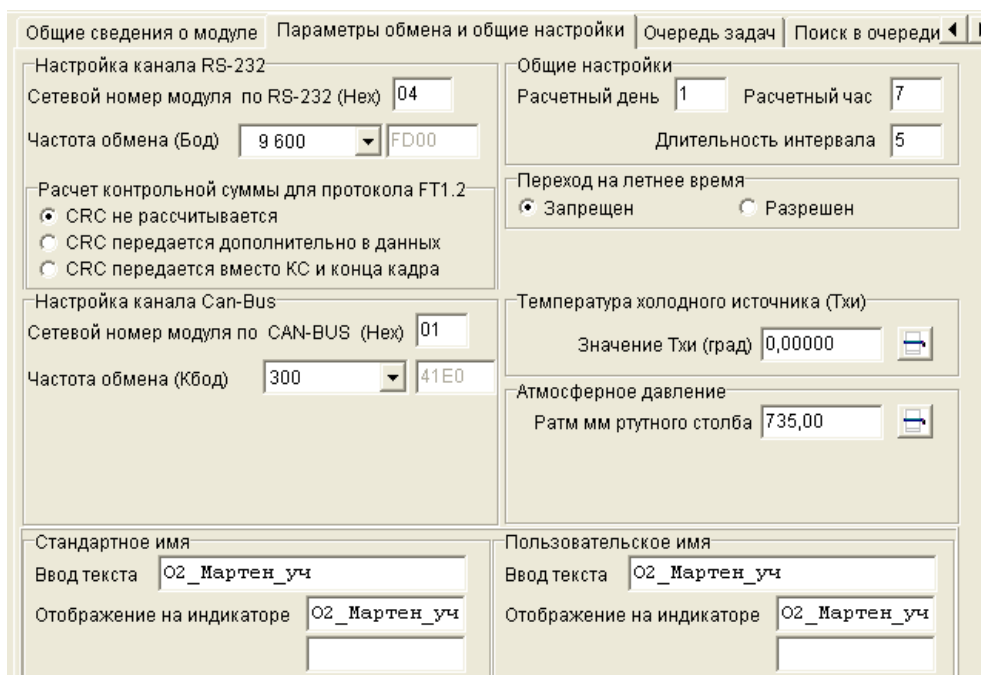 Общие сведения о модуле
Параметры обмена и общие настройки
Очередь задач
Поиск в очереди
Настройка канала RS-232
Сетевой номер модуля по RS-232 (Hex) 04
Частота обмена (Бод) 9 600 FD00
Расчет контрольной суммы для протокола FT1.2
CRC не рассчитывается
CRC передается дополнительно в данных
CRC передается вместо КС и конца кадра
Настройка канала Can-Bus
Сетевой номер модуля по CAN-BUS (Hex) 01
Частота обмена (Кбод) 300 41E0
Общие настройки
Расчетный день 1 Расчетный час 7
Длительность интервала 5
Переход на летнее время
Запрещен Разрешен
Температура холодного источника (Тхи)
Значение Тхи (град) 0,00000
Атмосферное давление
Ратм мм ртутного столба 735,00
Стандартное имя
Ввод текста O2_Мартен_уч
Отображение на индикаторе O2_Мартен_уч
Пользовательское имя
Ввод текста O2_Мартен_уч
Отображение на индикаторе O2_Мартен_уч